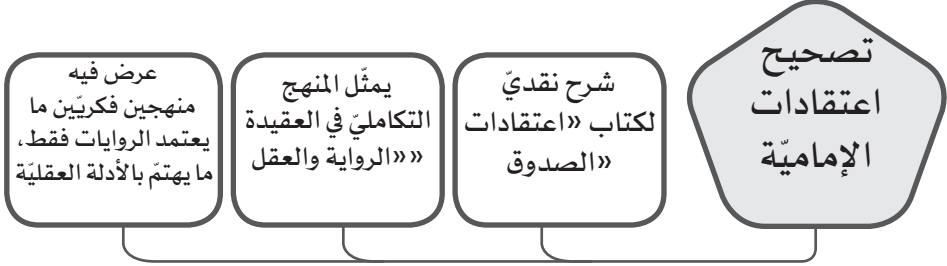 تصحيح
اعتقادات
الإماميّة
شرح نقديّ
لكتاب «اعتقادات
«الصدوق
يمثّل المنهج
التكامليّ في العقيدة
««الرواية والعقل
عرض فيه
منهجين فكريّين ما
يعتمد الروايات فقط،
ما يهتمّ بالأدلة العقليّة